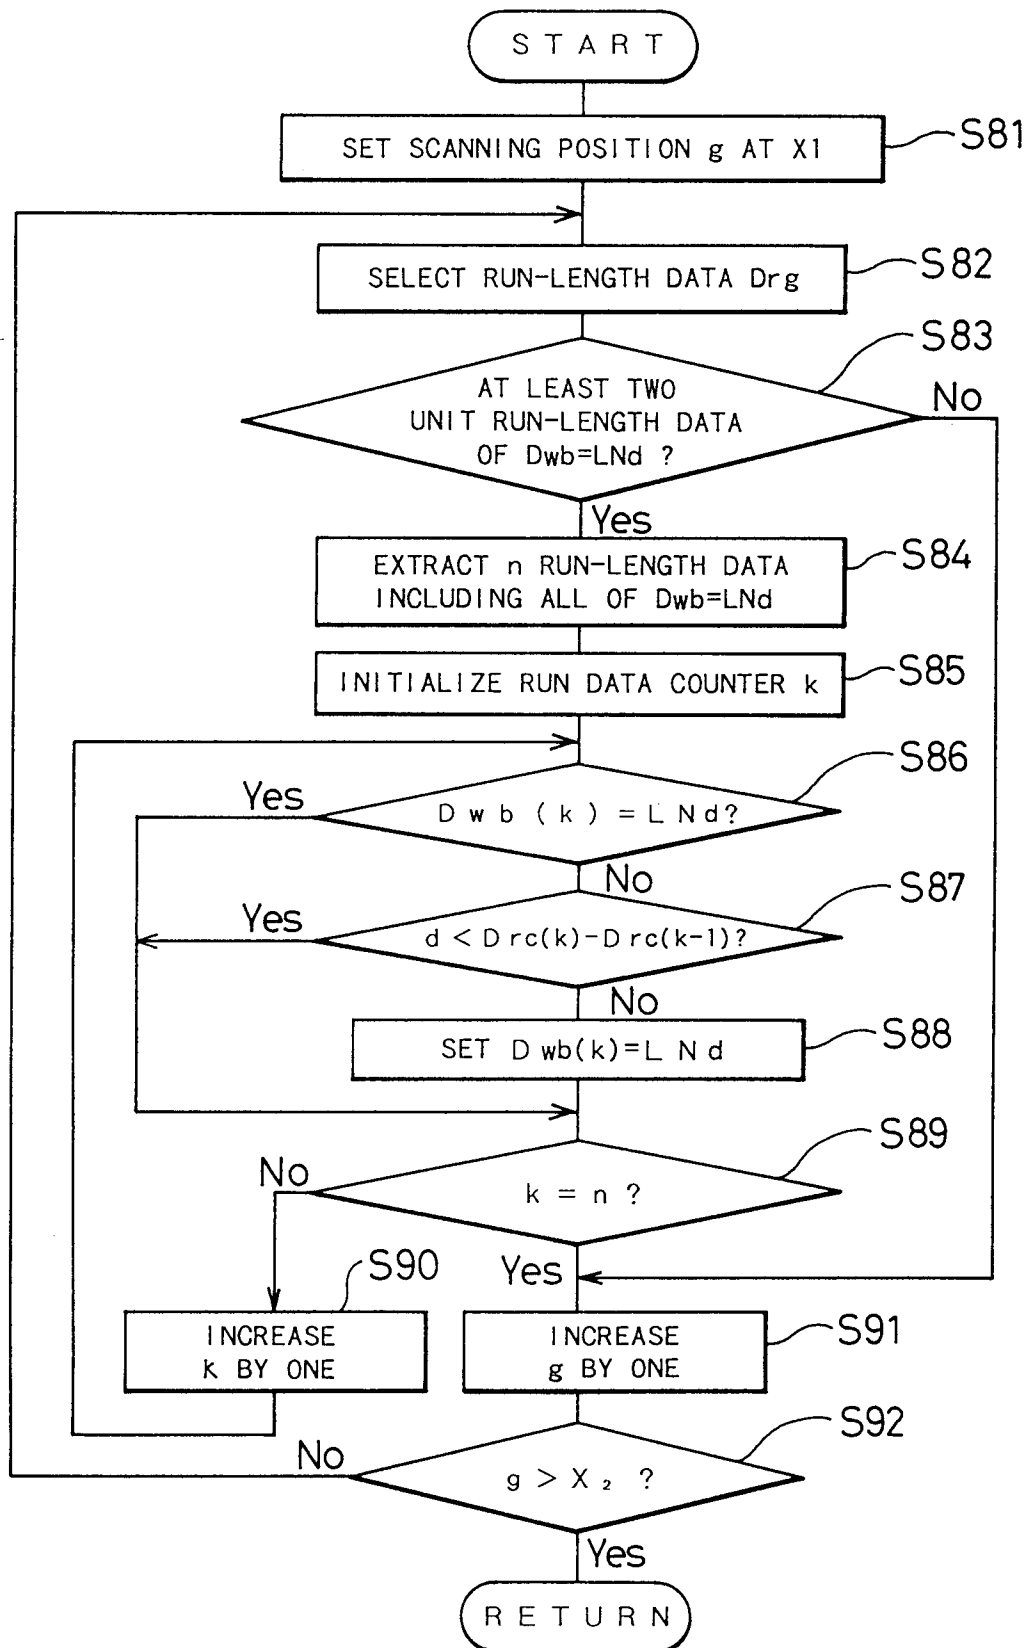 START
SET SCANNING POSITION g AT X1
S81
SELECT RUN-LENGTH DATA Drg
S82
S83
AT LEAST TWO
UNIT RUN-LENGTH DATA
OF Dwb=LNd ?
No
Yes
EXTRACT n RUN-LENGTH DATA
INCLUDING ALL OF Dwb=LNd
S84
INITIALIZE RUN DATA COUNTER k
S85
S86
Yes
Dwb(k)=LNd?
No
S87
Yes
d<Drc(k)-Drc(k-1)?
No
SET Dwb(k)=LNd
S88
S89
No
k=n?
Yes
S90
INCREASE
k BY ONE
INCREASE
g BY ONE
S91
S92
No
g>X₂ ?
Yes
RETURN